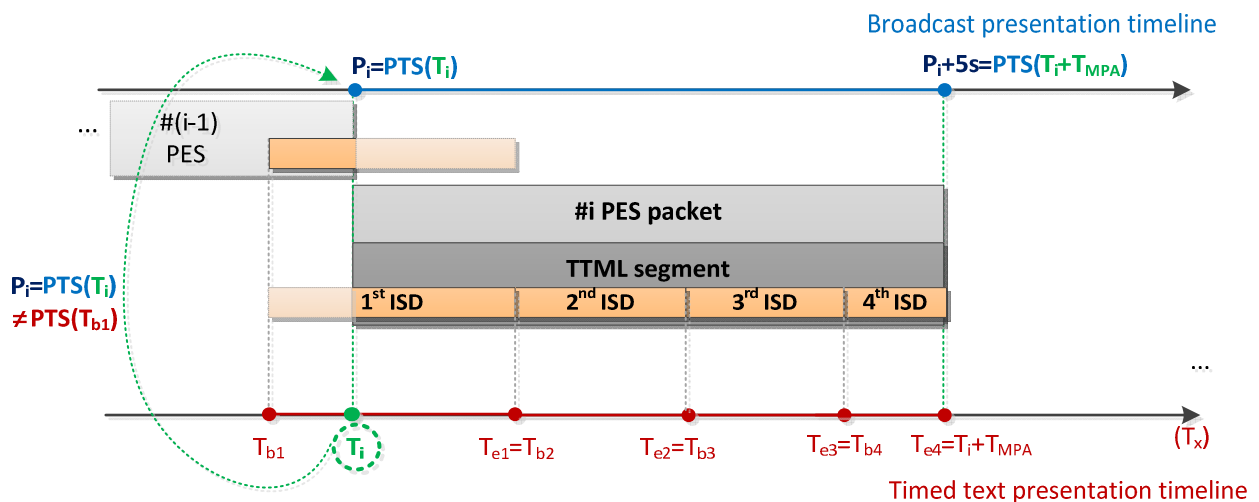 Broadcast presentation timeline
Pi=PTS(Ti)
Pi+5s=PTS(Ti+TMPA)
...
#(i-1)
PES
#i PES packet
TTML segment
Pi=PTS(Ti)
≠PTS(Tb1)
1st ISD
2nd ISD
3rd ISD
4th ISD
...
Tb1
Ti
Te1=Tb2
Te2=Tb3
Te3=Tb4
Te4=Ti+TMPA
(Tx)
Timed text presentation timeline